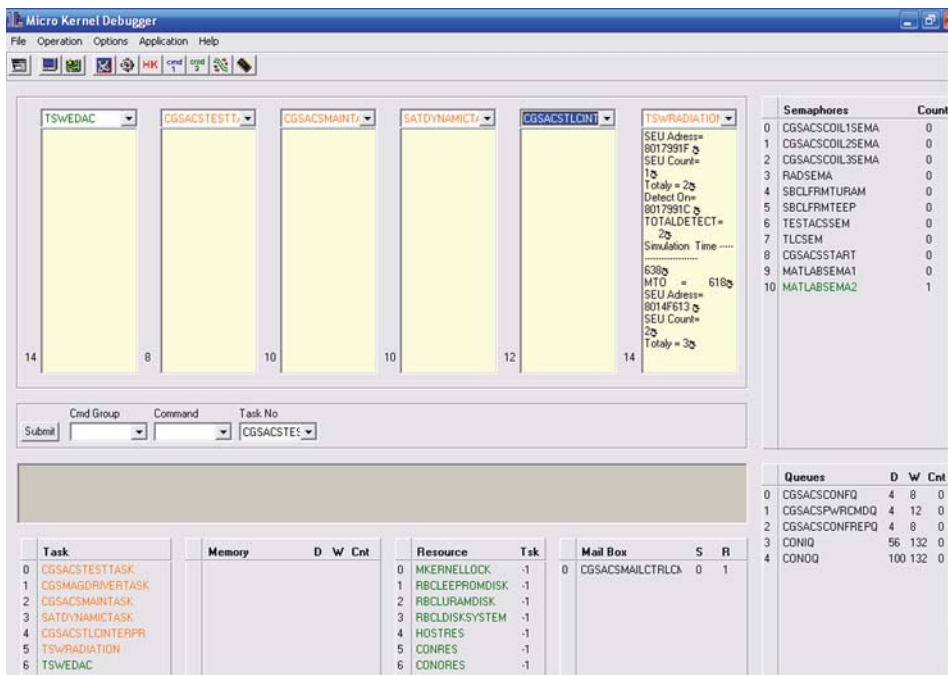 Micro Kernel Debugger
File Operation Options Application Help
HK cmd 1 cmd 2
TSWEDAC
14
CGSACSTESTT
8
CGSACSMAINT
10
SATDYNAMICT
10
CGSACSTLCINT
12
TSWRADIATIO
SEU Adress=
8017991F
SEU Count=
1
Totaly = 2
Detect On=
8017991C
TOTALDETECT=
2
Simulation Time -----
-------------------
638
MTO = 618
SEU Adress=
8014F613
SEU Count=
2
Totaly = 3
14
Semaphores Count
0 CGSACSCOIL1SEMA 0
1 CGSACSCOIL2SEMA 0
2 CGSACSCOIL3SEMA 0
3 RADSEMA 0
4 SBCLFRMTURAM 0
5 SBCLFRMTEEP 0
6 TESTACSSEM 0
7 TLCSEM 0
8 CGSACSSTART 0
9 MATLABSEMA1 0
10 MATLABSEMA2 1
Cmd Group Command Task No
Submit CGSACSTES
Queues D W Cnt
0 CGSACSCONFQ 4 8 0
1 CGSACSPWRCMDQ 4 12 0
2 CGSACSCONFREPQ 4 8 0
3 CONIQ 56 132 0
4 CONOQ 100 132 0
Task
0 CGSACSTESTTASK
1 CGSMAGDRIVERTASK
2 CGSACSMAINTASK
3 SATDYNAMICTASK
4 CGSACSTLCINTERPR
5 TSWRADIATION
6 TSWEDAC
Memory D W Cnt
Resource Tsk
0 MKERNELLOCK -1
1 RBCLEEPROMDISK -1
2 RBCLURAMDISK -1
3 RBCLDISKSYSTEM -1
4 HOSTRES -1
5 CONRES -1
6 CONORES -1
Mail Box S R
0 CGSACSMAILCTRLCN 0 1